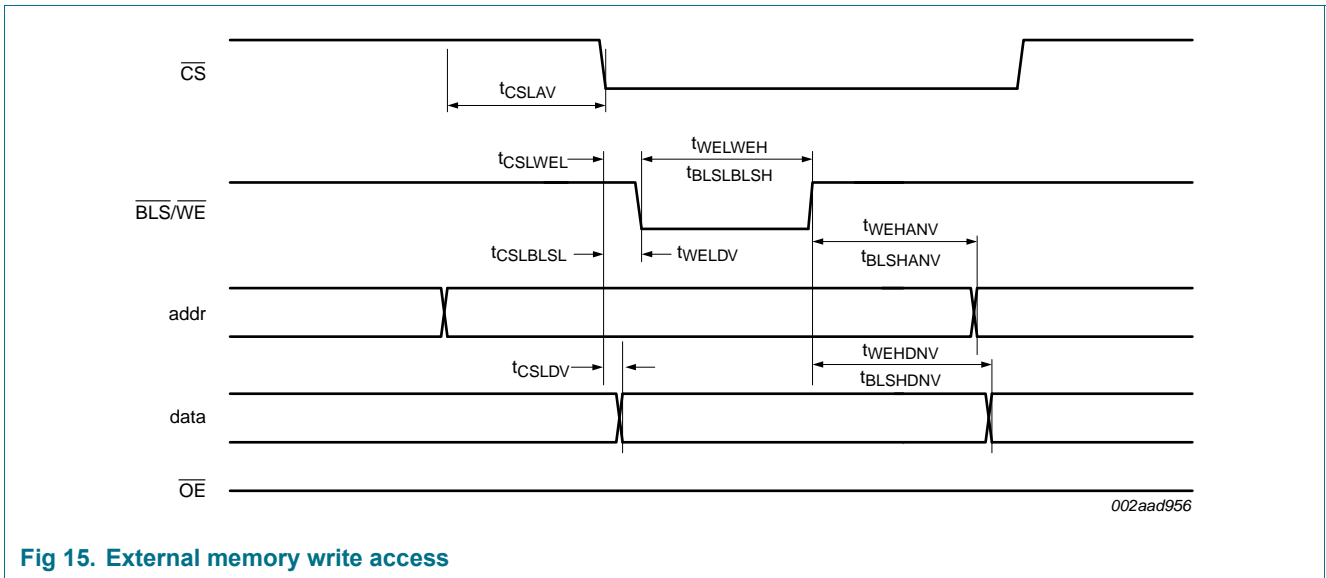 CS
tCSLAV
tCSLWEL
tWELWEH
tBLSLBLSH
BLS/WE
tCSLBLSL
tWELDV
tWEHANV
tBLSHANV
addr
tCSLDV
tWEHDNV
tBLSHDNV
data
OE
002aad956
Fig 15. External memory write access